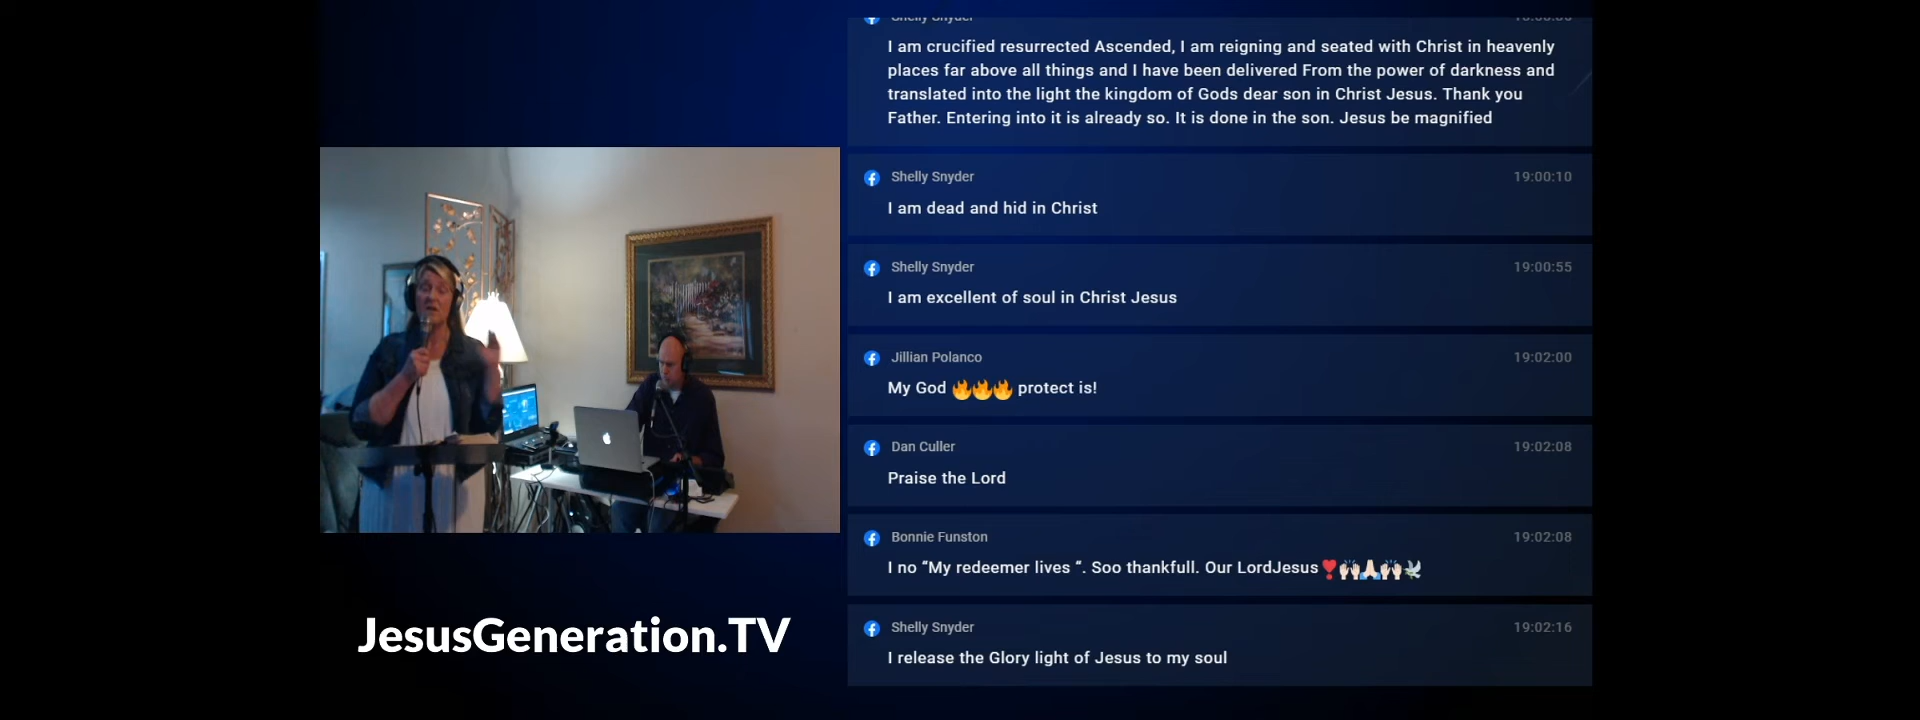 I am crucified resurrected Ascended, I am reigning and seated with Christ in heavenly
places far above all things and I have been delivered From the power of darkness and
translated into the light the kingdom of Gods dear son in Christ Jesus. Thank you
Father. Entering into it is already so. It is done in the son. Jesus be magnified
Shelly Snyder 19:00:10
I am dead and hid in Christ
Shelly Snyder 19:00:55
I am excellent of soul in Christ Jesus
Jillian Polanco 19:02:00
My God 🔥🔥🔥 protect is!
Dan Culler 19:02:08
Praise the Lord
Bonnie Funston 19:02:08
I no “My redeemer lives “. Soo thankfull. Our LordJesus❣️🙌🏻🙏🏻🙌🏻🕊
Shelly Snyder 19:02:16
I release the Glory light of Jesus to my soul
JesusGeneration.TV